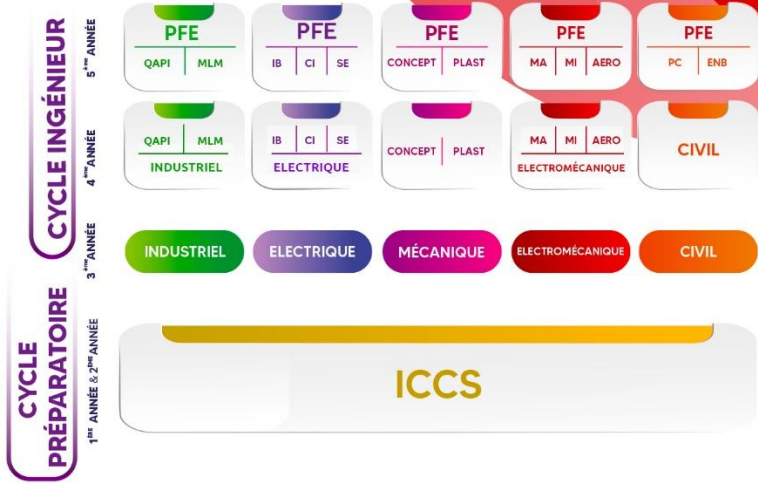 CYCLE INGÉNIEUR
5ème ANNÉE
PFE
QAPI MLM
PFE
IB CI SE
PFE
CONCEPT PLAST
PFE
MA MI AERO
PFE
PC ENB
4ème ANNÉE
QAPI MLM
INDUSTRIEL
IB CI SE
ELECTRIQUE
CONCEPT PLAST
MA MI AERO
ELECTROMÉCANIQUE
CIVIL
3ème ANNÉE
INDUSTRIEL
ELECTRIQUE
MÉCANIQUE
ELECTROMÉCANIQUE
CIVIL
CYCLE
PRÉPARATOIRE
1ère ANNÉE & 2ème ANNÉE
ICCS